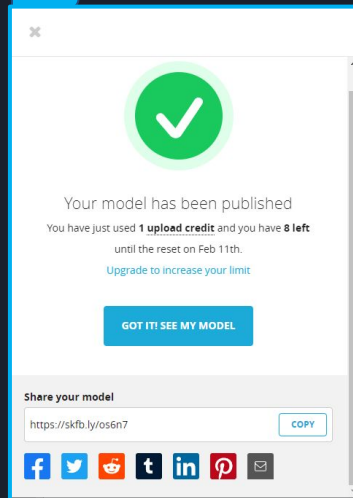 Your model has been published
You have just used 1 upload credit and you have 8 left
until the reset on Feb 11th.
Upgrade to increase your limit
GOT IT! SEE MY MODEL
Share your model
https://skfb.ly/os6n7
COPY